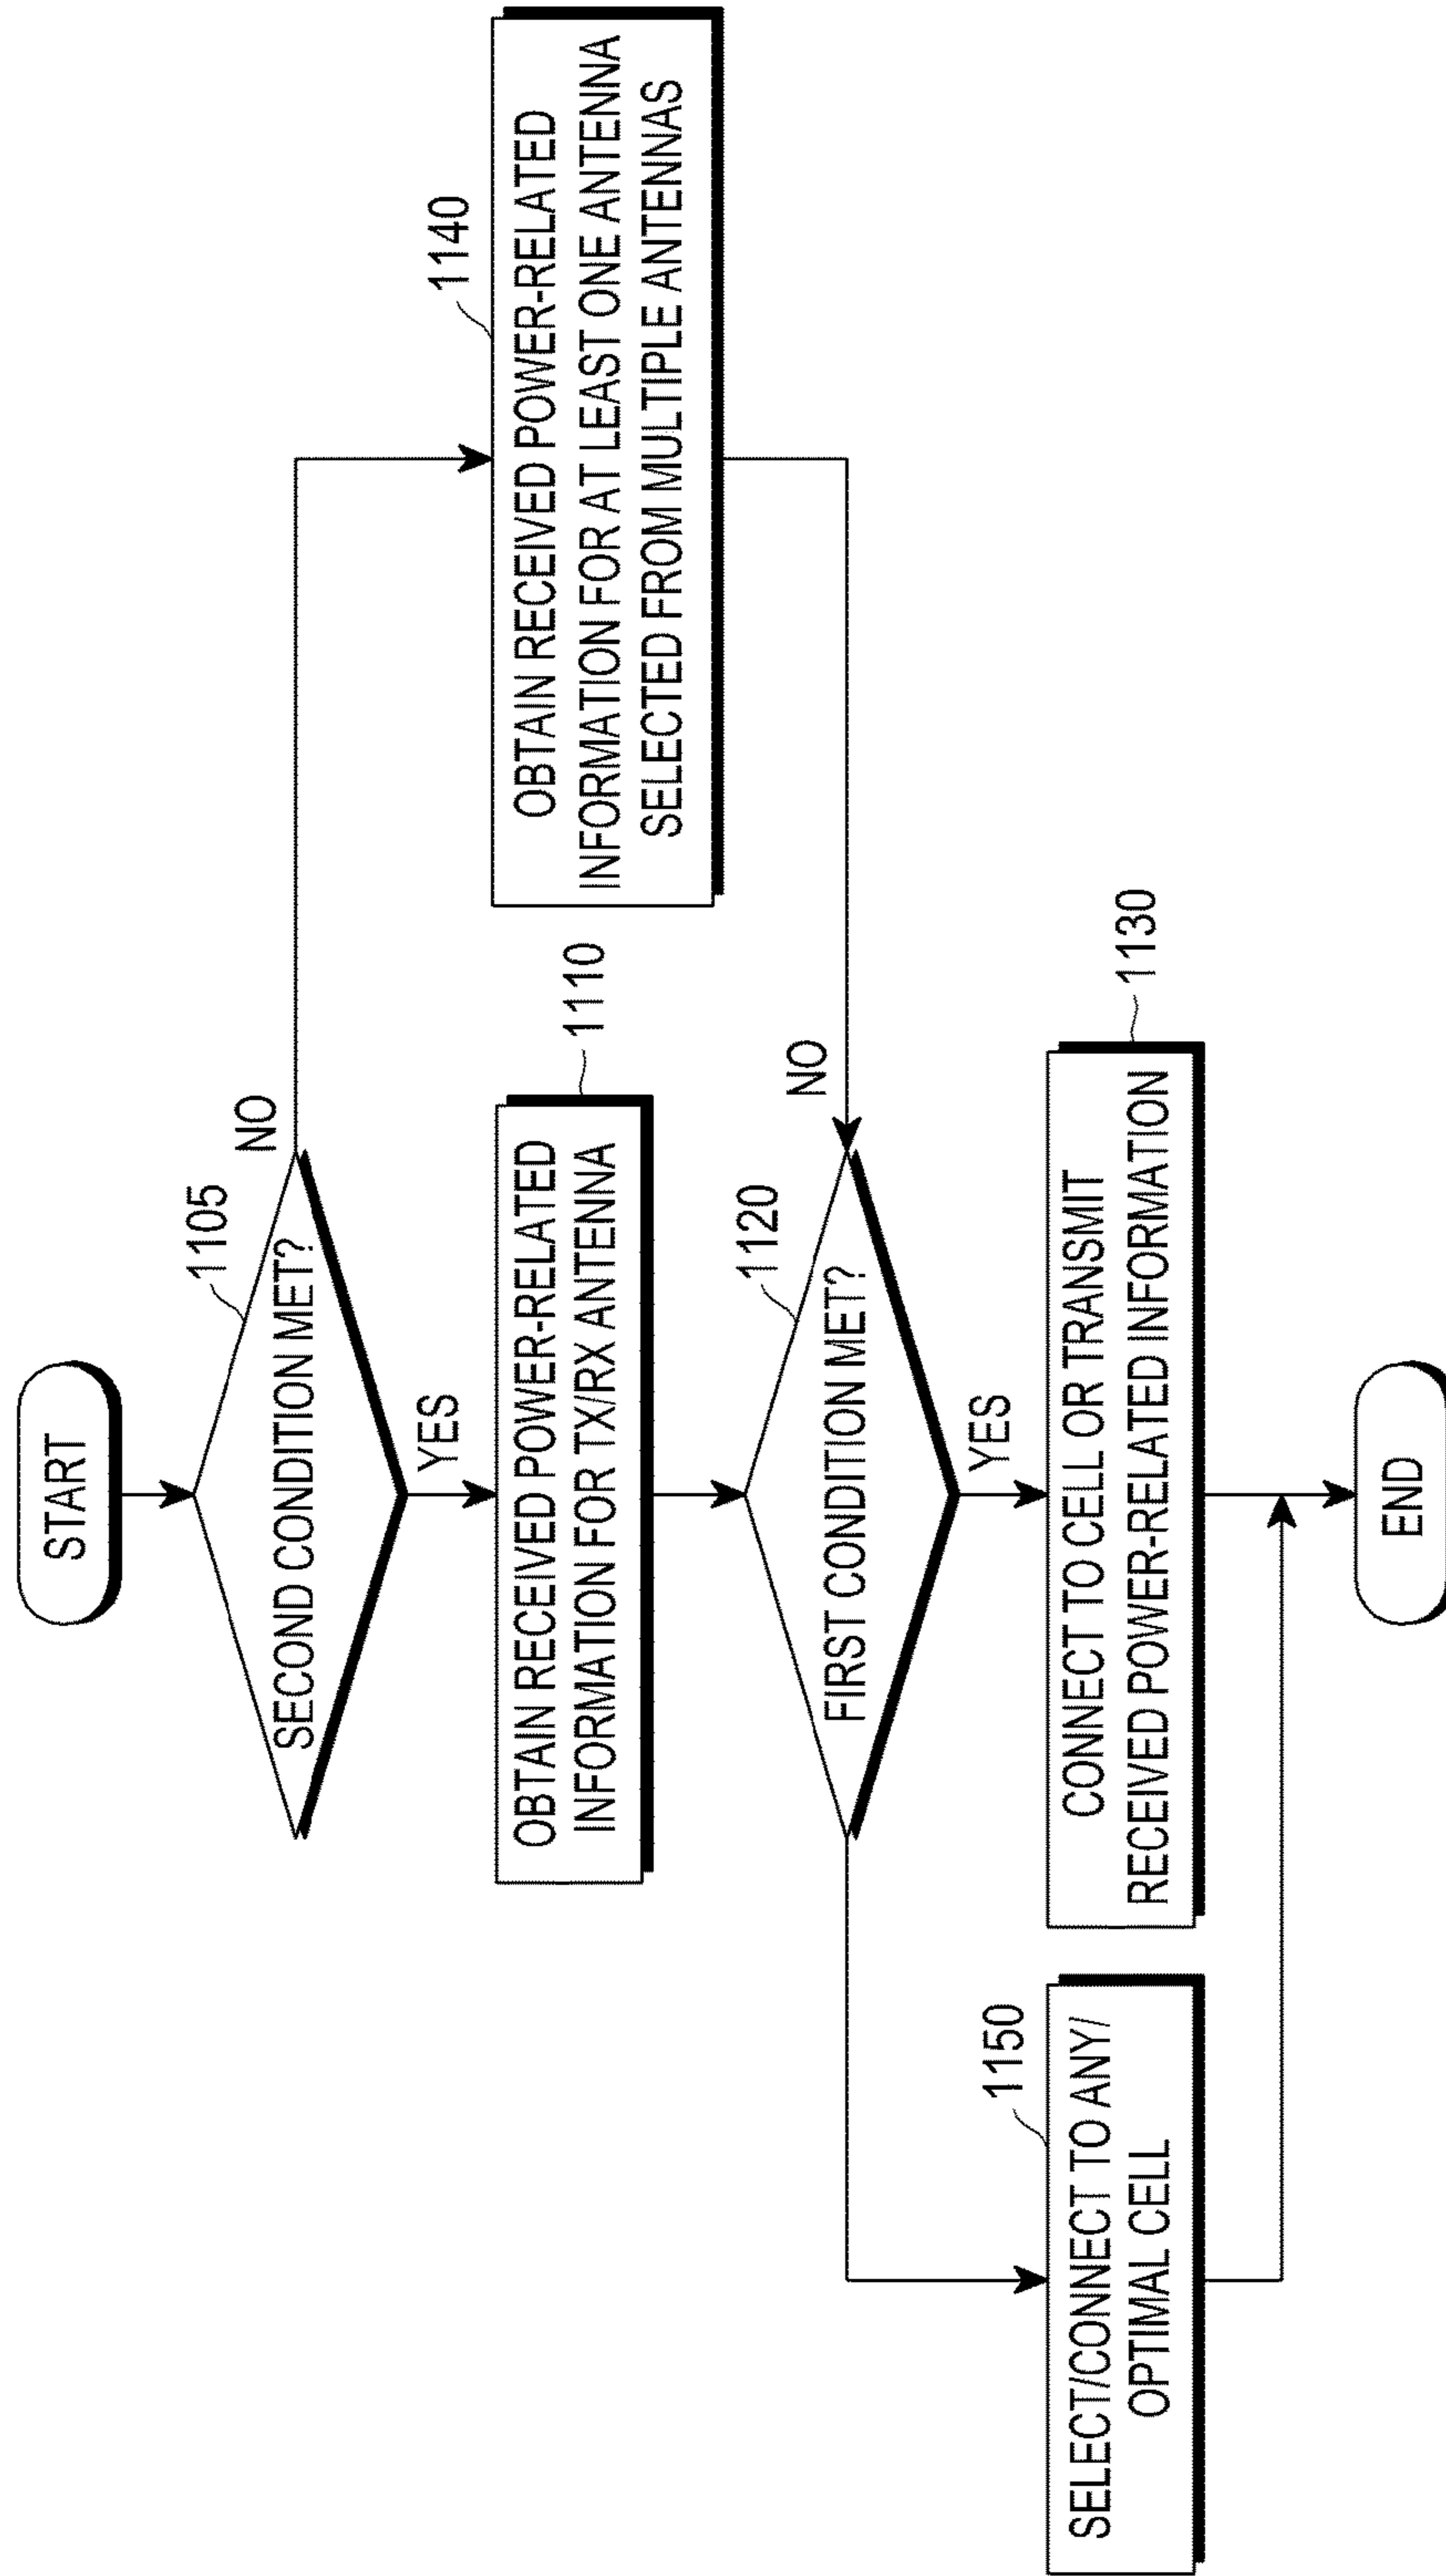 START
1105
SECOND CONDITION MET?
NO
YES
1110
OBTAIN RECEIVED POWER-RELATED
INFORMATION FOR TX/RX ANTENNA
1140
OBTAIN RECEIVED POWER-RELATED
INFORMATION FOR AT LEAST ONE ANTENNA
SELECTED FROM MULTIPLE ANTENNAS
1120
FIRST CONDITION MET?
NO
YES
1150
SELECT/CONNECT TO ANY/
OPTIMAL CELL
1130
CONNECT TO CELL OR TRANSMIT
RECEIVED POWER-RELATED INFORMATION
END